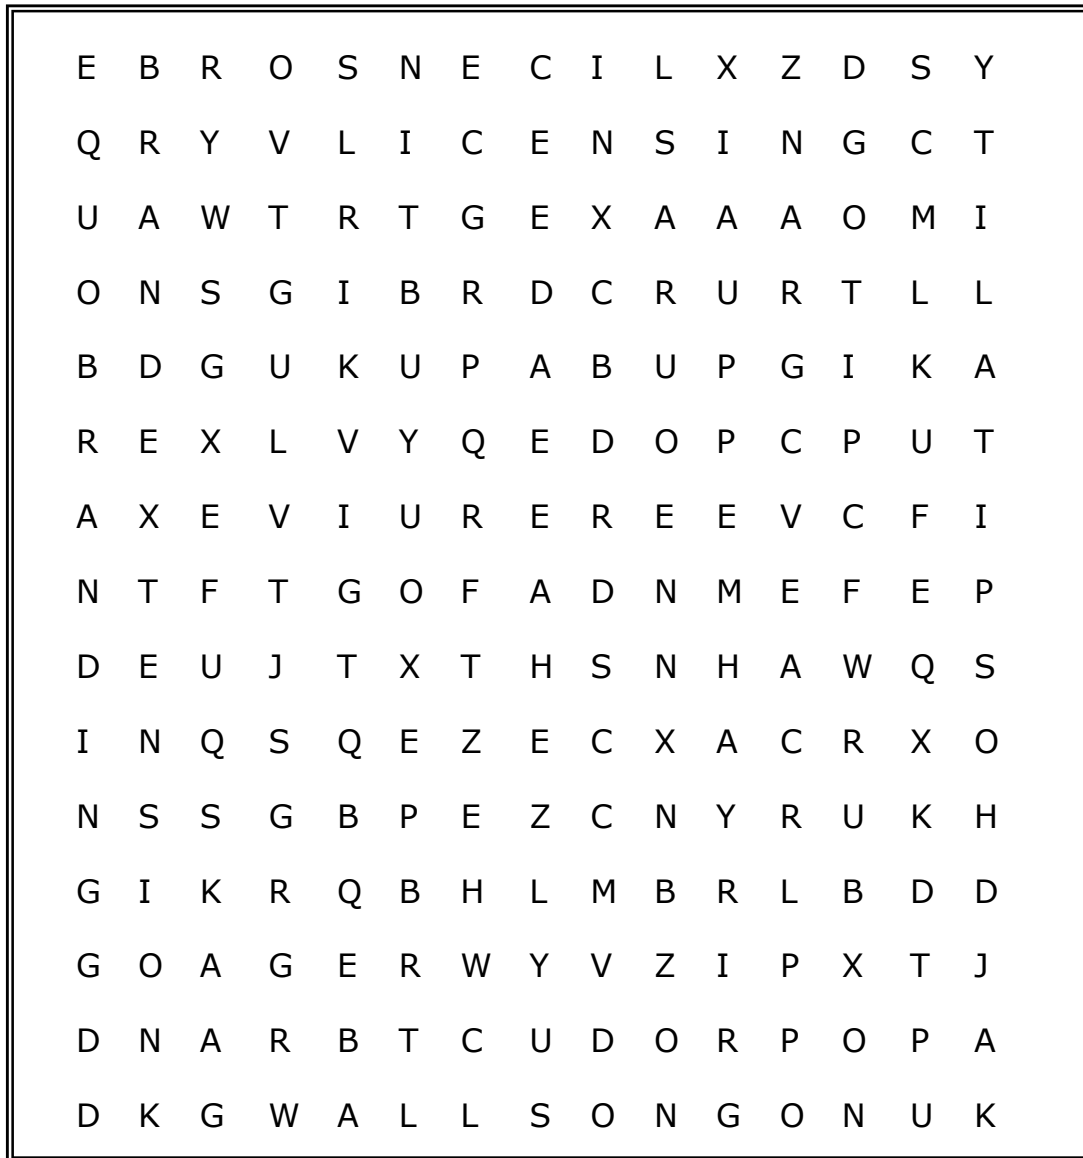 E B R O S N E C I L X Z D S Y
Q R Y V L I C E N S I N G C T
U A W T R T G E X A A A O M I
O N S G I B R D C R U R T L L
B D G U K U P A B U P G I K A
R E X L V Y Q E D O P C P U T
A X E V I U R E R E E V C F I
N T F T G O F A D N M E F E P
D E U J T X T H S N H A W Q S
I N Q S Q E Z E C X A C R X O
N S S G B P E Z C N Y R U K H
G I K R Q B H L M B R L B D D
G O A G E R W Y V Z I P X T J
D N A R B T C U D O R P O P A
D K G W A L L S O N G O N U K